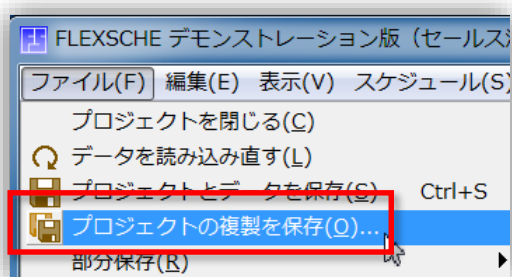 FLEXSCHE デモンストレーション版（セールス
ファイル(F) 編集(E) 表示(V) スケジュール(S)
プロジェクトを閉じる(C)
データを読み込み直す(L)
プロジェクトとデータを保存(S) Ctrl+S
プロジェクトの複製を保存(O)...
部分保存(R)